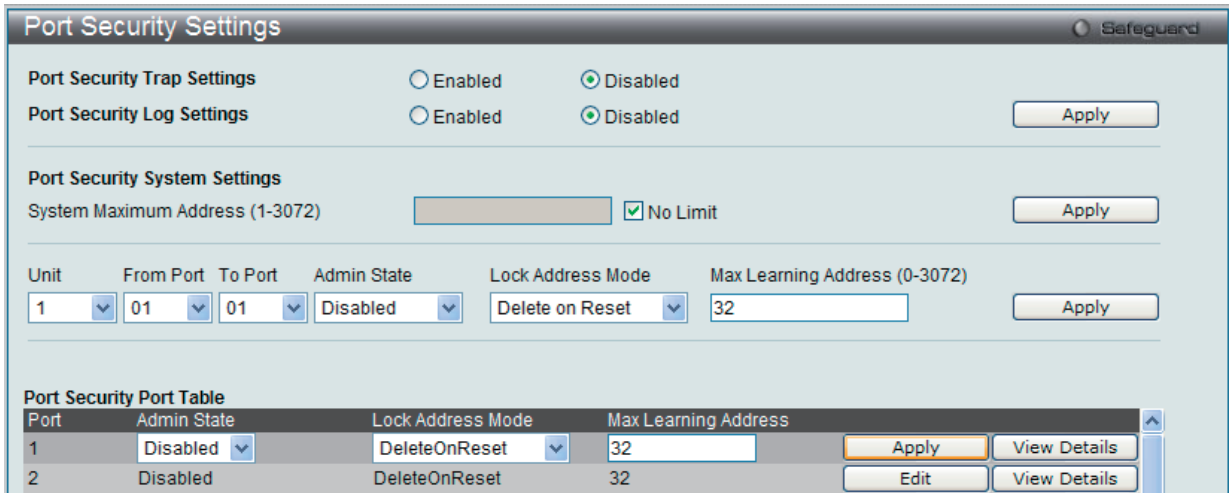 Port Security Settings Safeguard
Port Security Trap Settings Enabled Disabled
Port Security Log Settings Enabled Disabled Apply
Port Security System Settings
System Maximum Address (1-3072) No Limit Apply
Unit From Port To Port Admin State Lock Address Mode Max Learning Address (0-3072)
1 01 01 Disabled Delete on Reset 32 Apply
Port Security Port Table
Port Admin State Lock Address Mode Max Learning Address
1 Disabled DeleteOnReset 32 Apply View Details
2 Disabled DeleteOnReset 32 Edit View Details